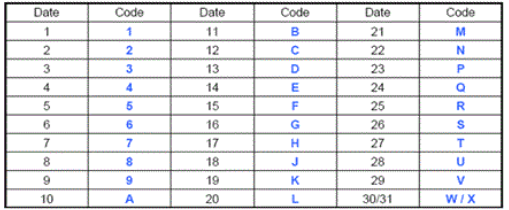 Date Code Date Code Date Code
1 1 11 B 21 M
2 2 12 C 22 N
3 3 13 D 23 P
4 4 14 E 24 Q
5 5 15 F 25 R
6 6 16 G 26 S
7 7 17 H 27 T
8 8 18 J 28 U
9 9 19 K 29 V
10 A 20 L 30/31 W / X